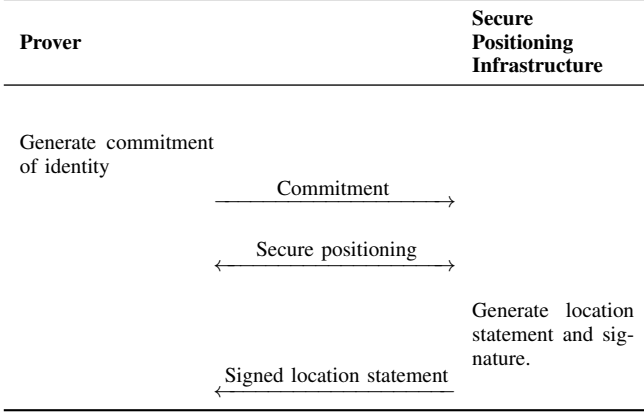 Prover
Secure
Positioning
Infrastructure
Generate commitment
of identity
Commitment
Secure positioning
Generate location
statement and sig-
nature.
Signed location statement